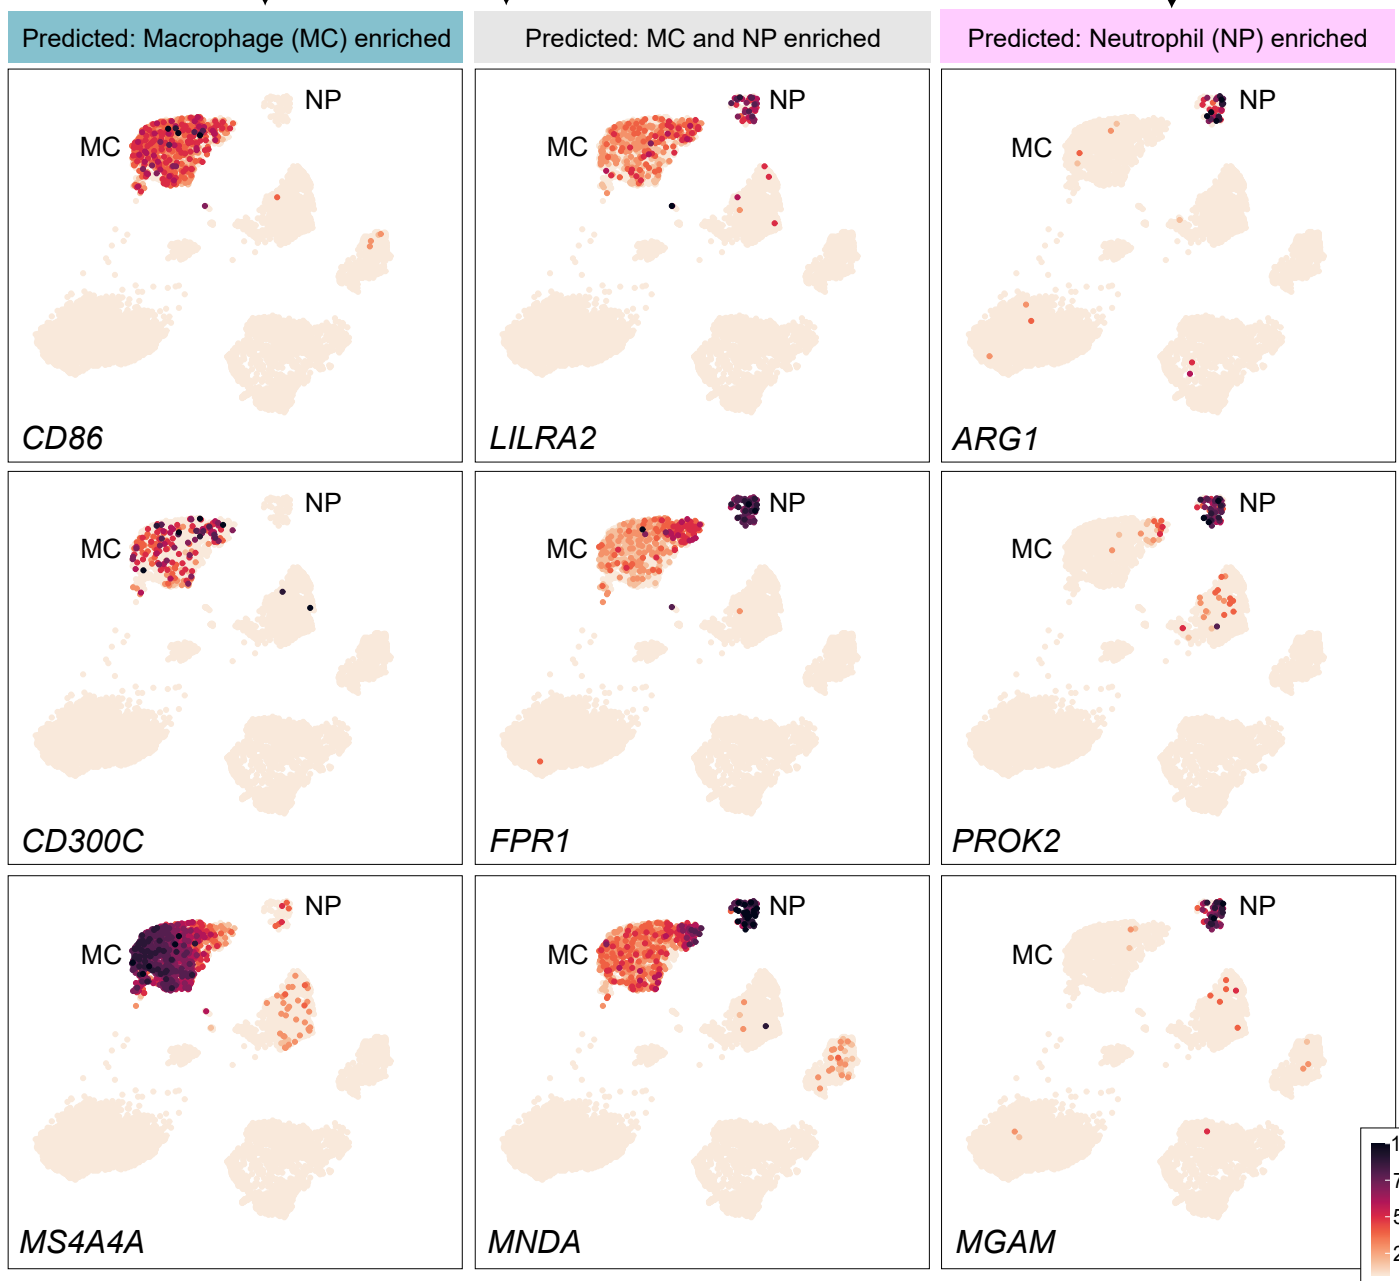 Predicted: Macrophage (MC) enriched
Predicted: MC and NP enriched
Predicted: Neutrophil (NP) enriched
NP
MC
CD86
NP
MC
LILRA2
NP
MC
ARG1
NP
MC
CD300C
NP
MC
FPR1
NP
MC
PROK2
NP
MC
MS4A4A
NP
MC
MNDA
NP
MC
MGAM